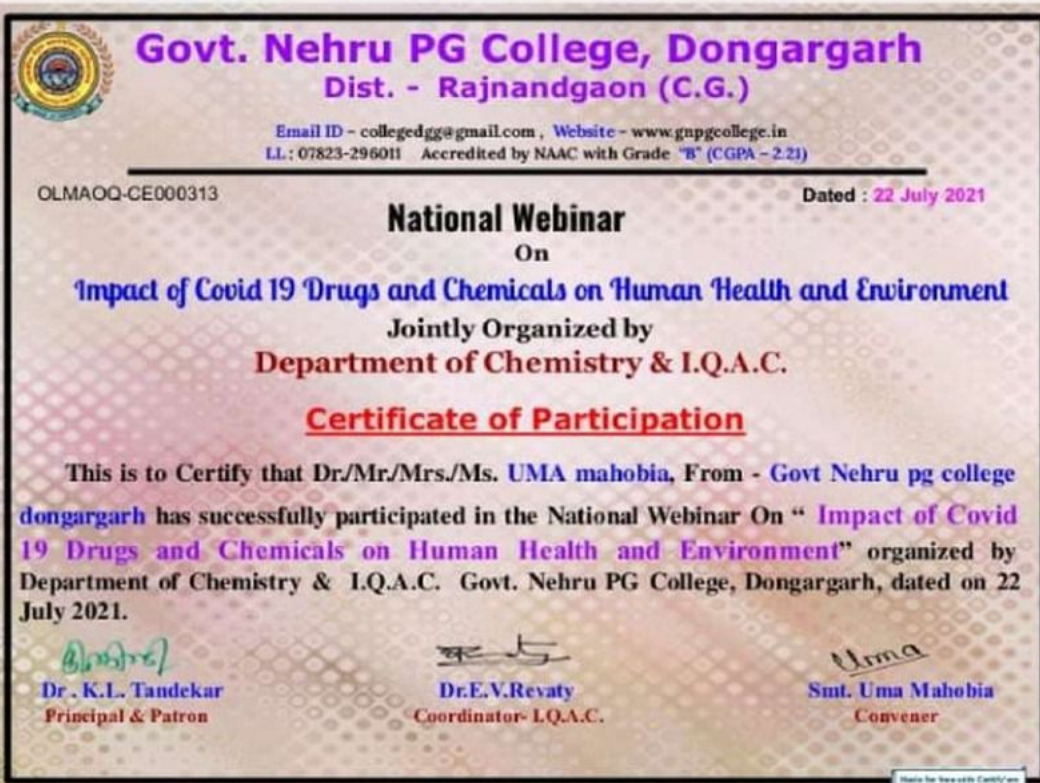 Govt. Nehru PG College, Dongargarh
Dist. - Rajnandgaon (C.G.)
Email ID - collegedgg@gmail.com , Website - www.gnpgcollege.in
LL : 07823-296011 Accredited by NAAC with Grade "B" (CGPA - 2.21)
OLMAOQ-CE000313
Dated : 22 July 2021
National Webinar
On
Impact of Covid 19 Drugs and Chemicals on Human Health and Environment
Jointly Organized by
Department of Chemistry & I.Q.A.C.
Certificate of Participation
This is to Certify that Dr./Mr./Mrs./Ms. UMA mahobia, From - Govt Nehru pg college
dongargarh has successfully participated in the National Webinar On “ Impact of Covid
19 Drugs and Chemicals on Human Health and Environment” organized by
Department of Chemistry & I.Q.A.C. Govt. Nehru PG College, Dongargarh, dated on 22
July 2021.
Uma
Dr . K.L. Tandekar
Dr.E.V.Revaty
Smt. Uma Mahobia
Principal & Patron
Coordinator- I.Q.A.C.
Convener